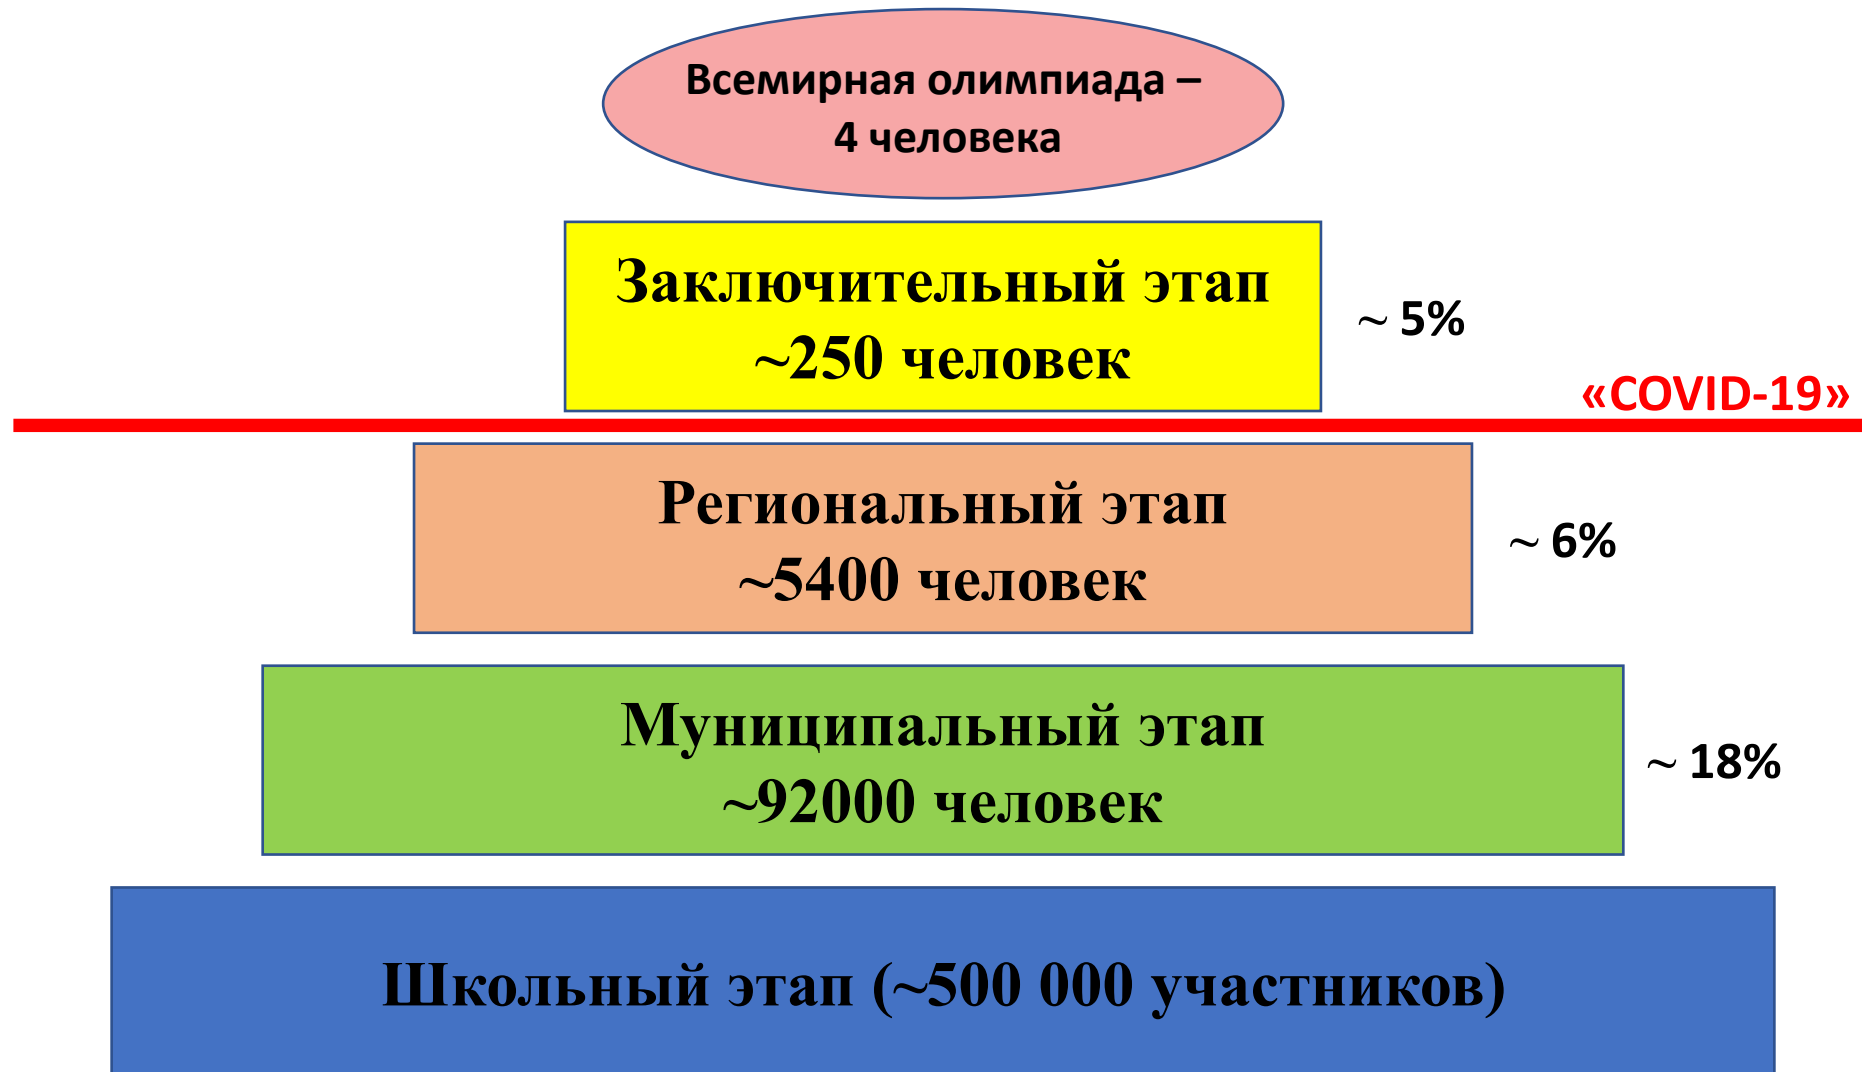 Всемирная олимпиада –
4 человека
Заключительный этап
~250 человек
~ 5%
«COVID-19»
Региональный этап
~5400 человек
~ 6%
Муниципальный этап
~92000 человек
~ 18%
Школьный этап (~500 000 участников)